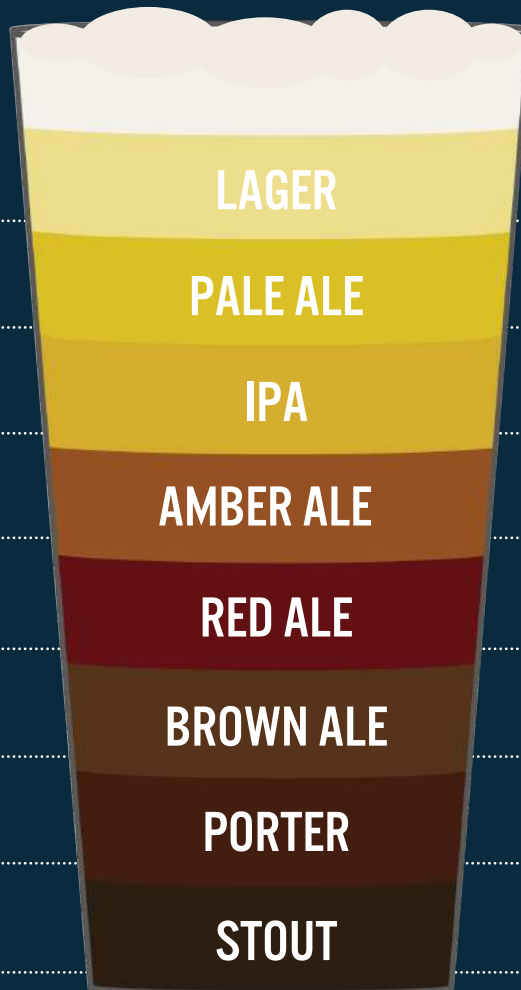 LAGER
PALE ALE
IPA
AMBER ALE
RED ALE
BROWN ALE
PORTER
STOUT